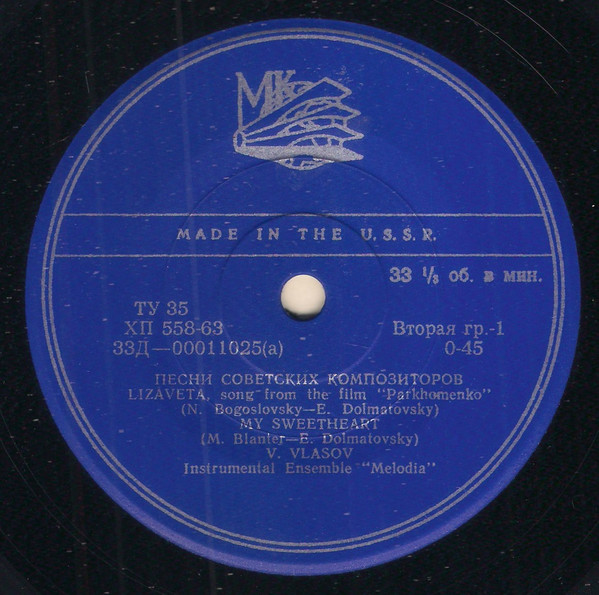 МК
MADE IN THE U.S.S.R.
33 ⅓ об. в мин.
ТУ 35
ХП 558-63
33Д—00011025(а)
Вторая гр.-1
0-45
ПЕСНИ СОВЕТСКИХ КОМПОЗИТОРОВ
LIZAVETA, song from the film "Parkhomenko"
(N. Bogoslovsky—E. Dolmatovsky)
MY SWEETHEART
(M. Blanter—E. Dolmatovsky)
V. VLASOV
Instrumental Ensemble "Melodia"